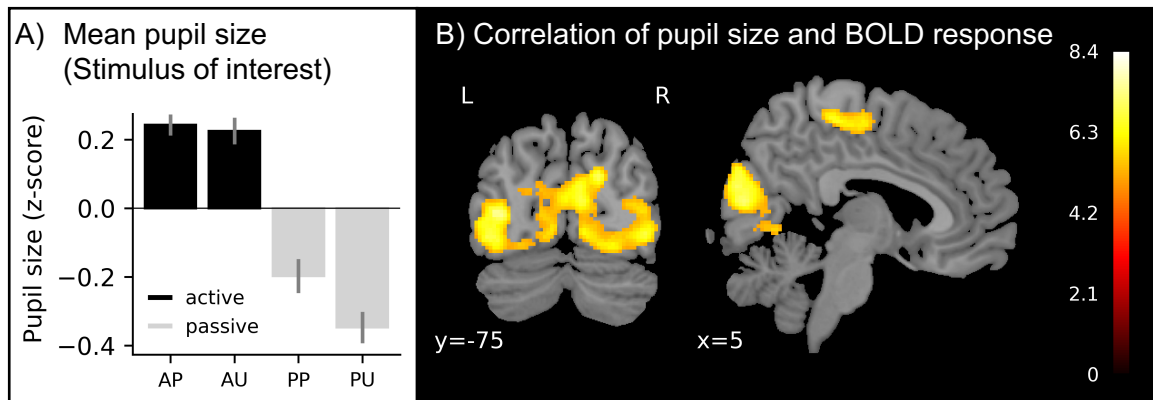 A) Mean pupil size
(Stimulus of interest)
Pupil size (z-score)
0.2
0.0
−0.2
−0.4
active
passive
AP AU PP PU
B) Correlation of pupil size and BOLD response
L R
y=-75
x=5
8.4
6.3
4.2
2.1
0